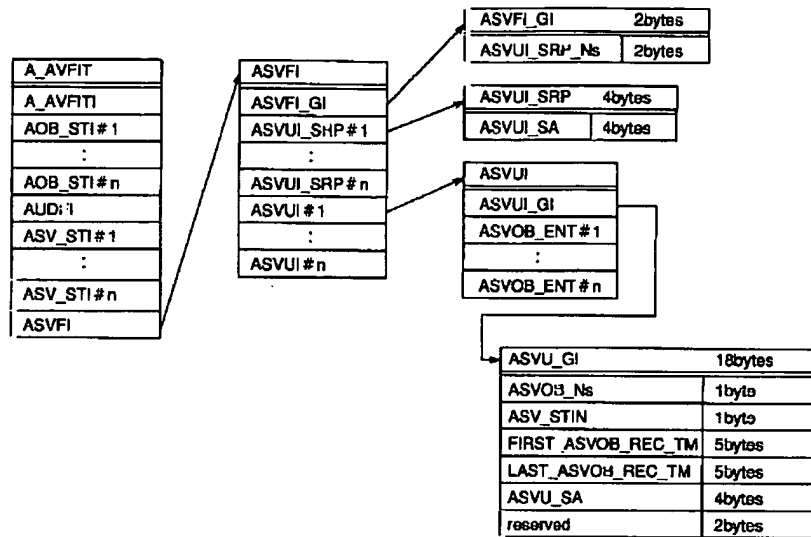 A_AVFIT
A_AVFITI
AOB_STI#1
:
AOB_STI#n
AUDFI
ASV_STI#1
:
ASV_STI#n
ASVFI
ASVFI
ASVFI_GI
ASVUI_SRP#1
:
ASVUI_SRP#n
ASVUI#1
:
ASVUI#n
ASVFI_GI 2bytes
ASVUI_SRP_Ns 2bytes
ASVUI_SRP 4bytes
ASVUI_SA 4bytes
ASVUI
ASVUI_GI
ASVOB_ENT#1
:
ASVOB_ENT#n
ASVU_GI 18bytes
ASVOB_Ns 1byte
ASV_STIN 1byte
FIRST_ASVOB_REC_TM 5bytes
LAST_ASVOB_REC_TM 5bytes
ASVU_SA 4bytes
reserved 2bytes